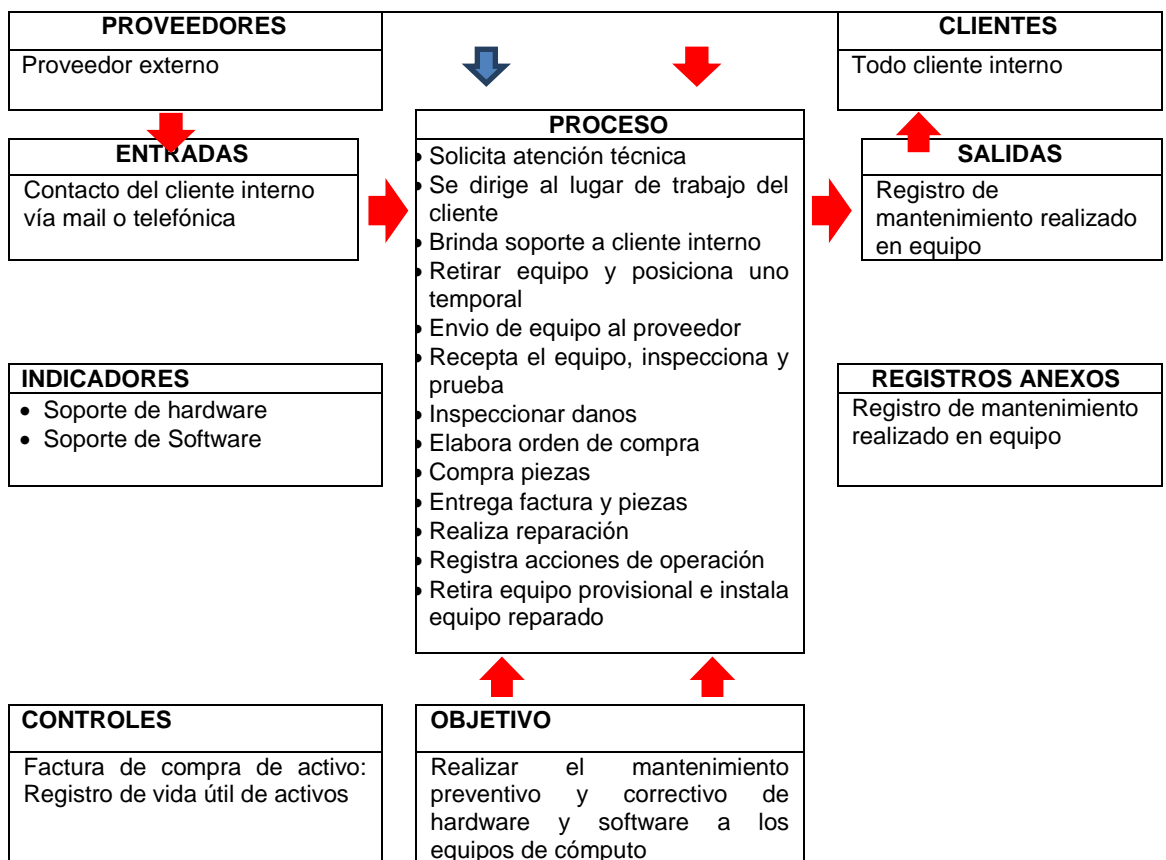 PROVEEDORES
Proveedor externo
CLIENTES
Todo cliente interno
ENTRADAS
Contacto del cliente interno
vía mail o telefónica
PROCESO
• Solicita atención técnica
• Se dirige al lugar de trabajo del
cliente
• Brinda soporte a cliente interno
• Retirar equipo y posiciona uno
temporal
• Envio de equipo al proveedor
• Recepta el equipo, inspecciona y
prueba
• Inspeccionar danos
• Elabora orden de compra
• Compra piezas
• Entrega factura y piezas
• Realiza reparación
• Registra acciones de operación
• Retira equipo provisional e instala
equipo reparado
SALIDAS
Registro de
mantenimiento realizado
en equipo
INDICADORES
• Soporte de hardware
• Soporte de Software
REGISTROS ANEXOS
Registro de mantenimiento
realizado en equipo
CONTROLES
Factura de compra de activo:
Registro de vida útil de activos
OBJETIVO
Realizar el mantenimiento
preventivo y correctivo de
hardware y software a los
equipos de cómputo